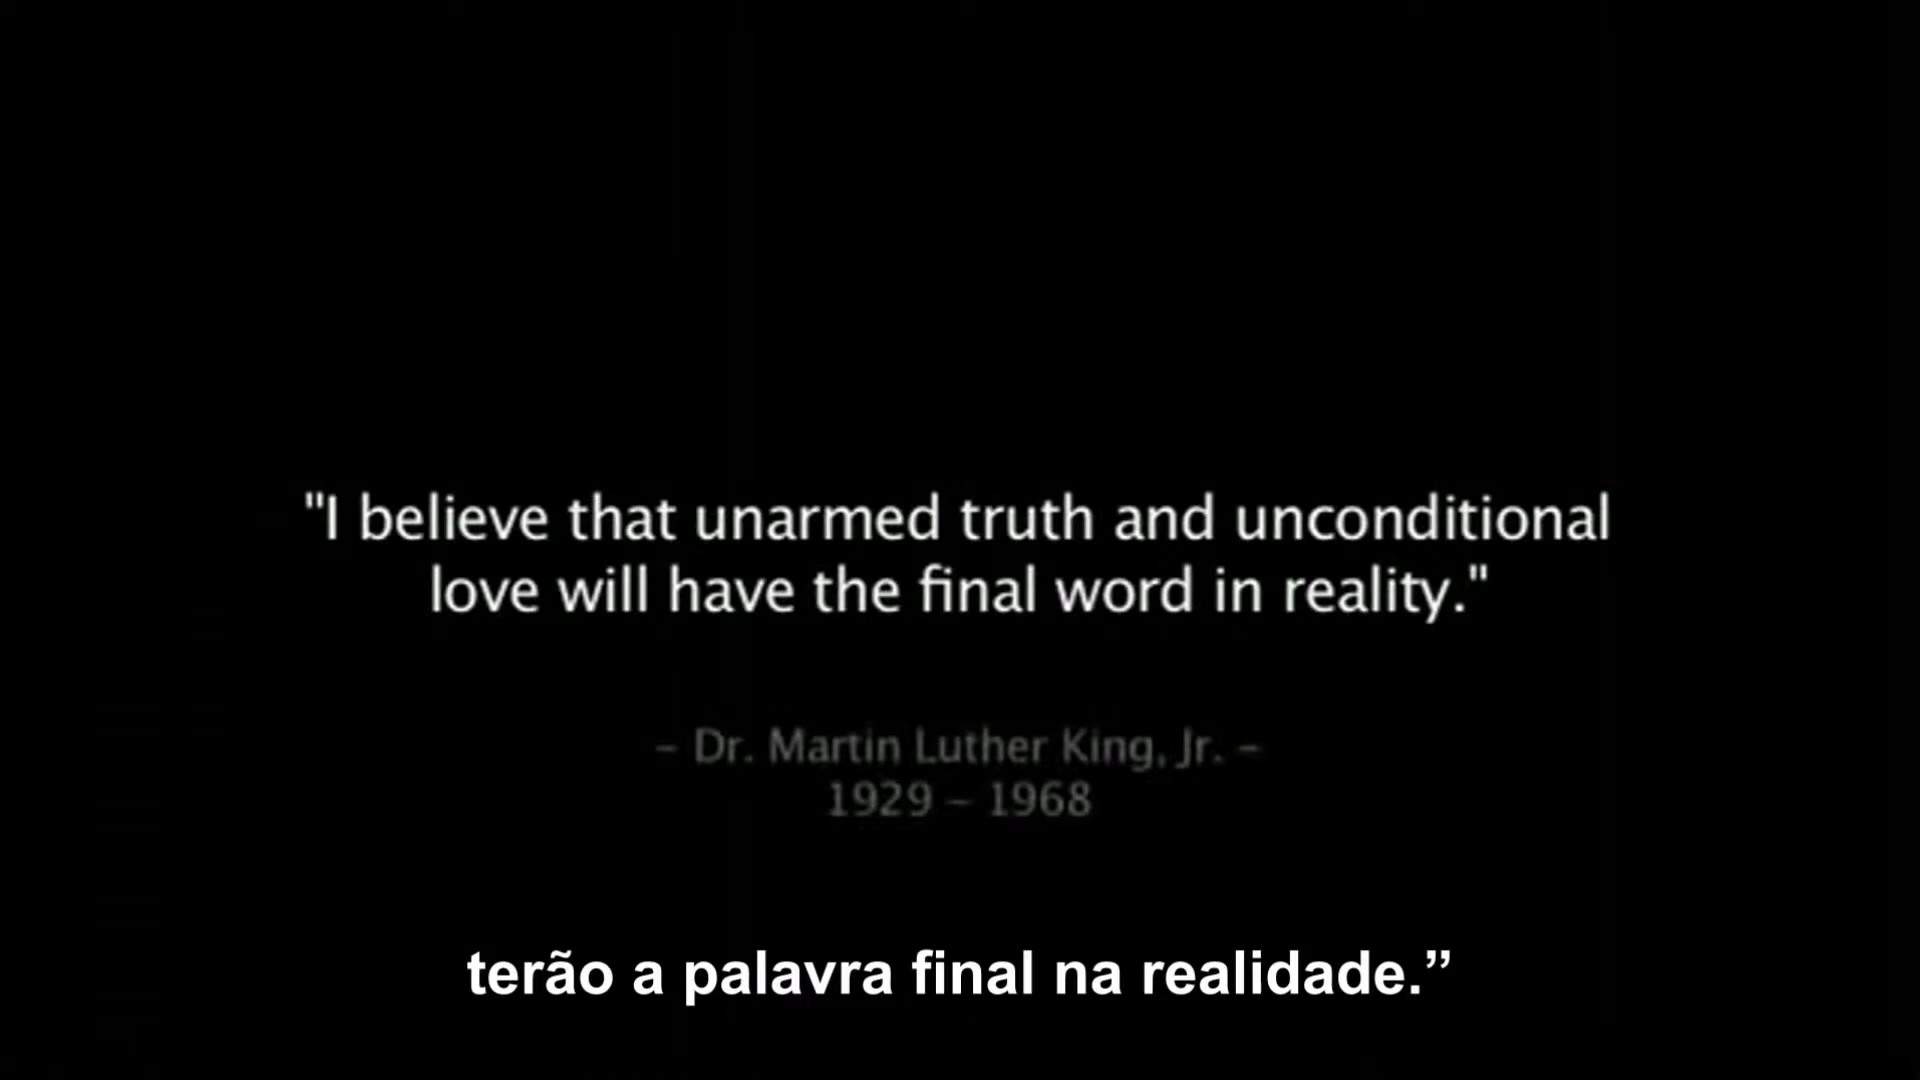 "I believe that unarmed truth and unconditional
love will have the final word in reality."
– Dr. Martin Luther King, Jr. –
1929 – 1968
terão a palavra final na realidade.”